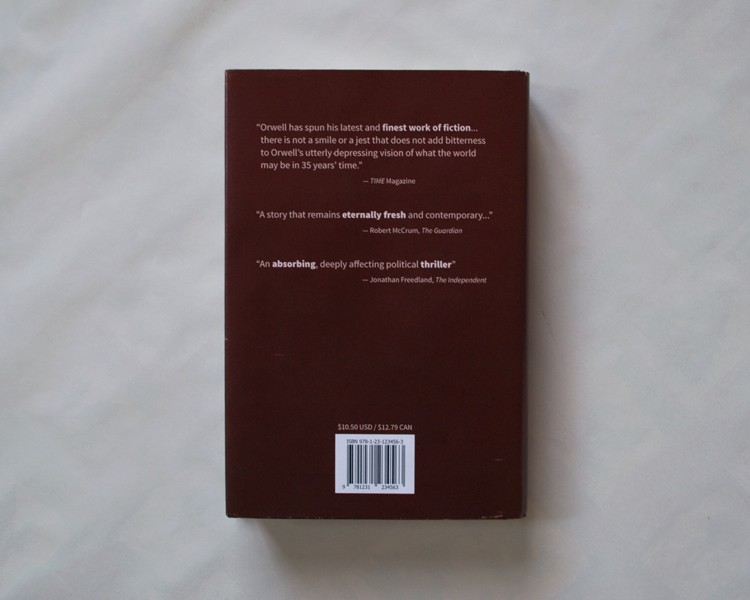 “Orwell has spun his latest and finest work of fiction...
there is not a smile or a jest that does not add bitterness
to Orwell’s utterly depressing vision of what the world
may be in 35 years’ time.”
— TIME Magazine
“A story that remains eternally fresh and contemporary...”
— Robert McCrum, The Guardian
“An absorbing, deeply affecting political thriller”
— Jonathan Freedland, The Independent
$10.50 USD / $12.79 CAN
ISBN 978-1-23-123456-3
9 781231 234563